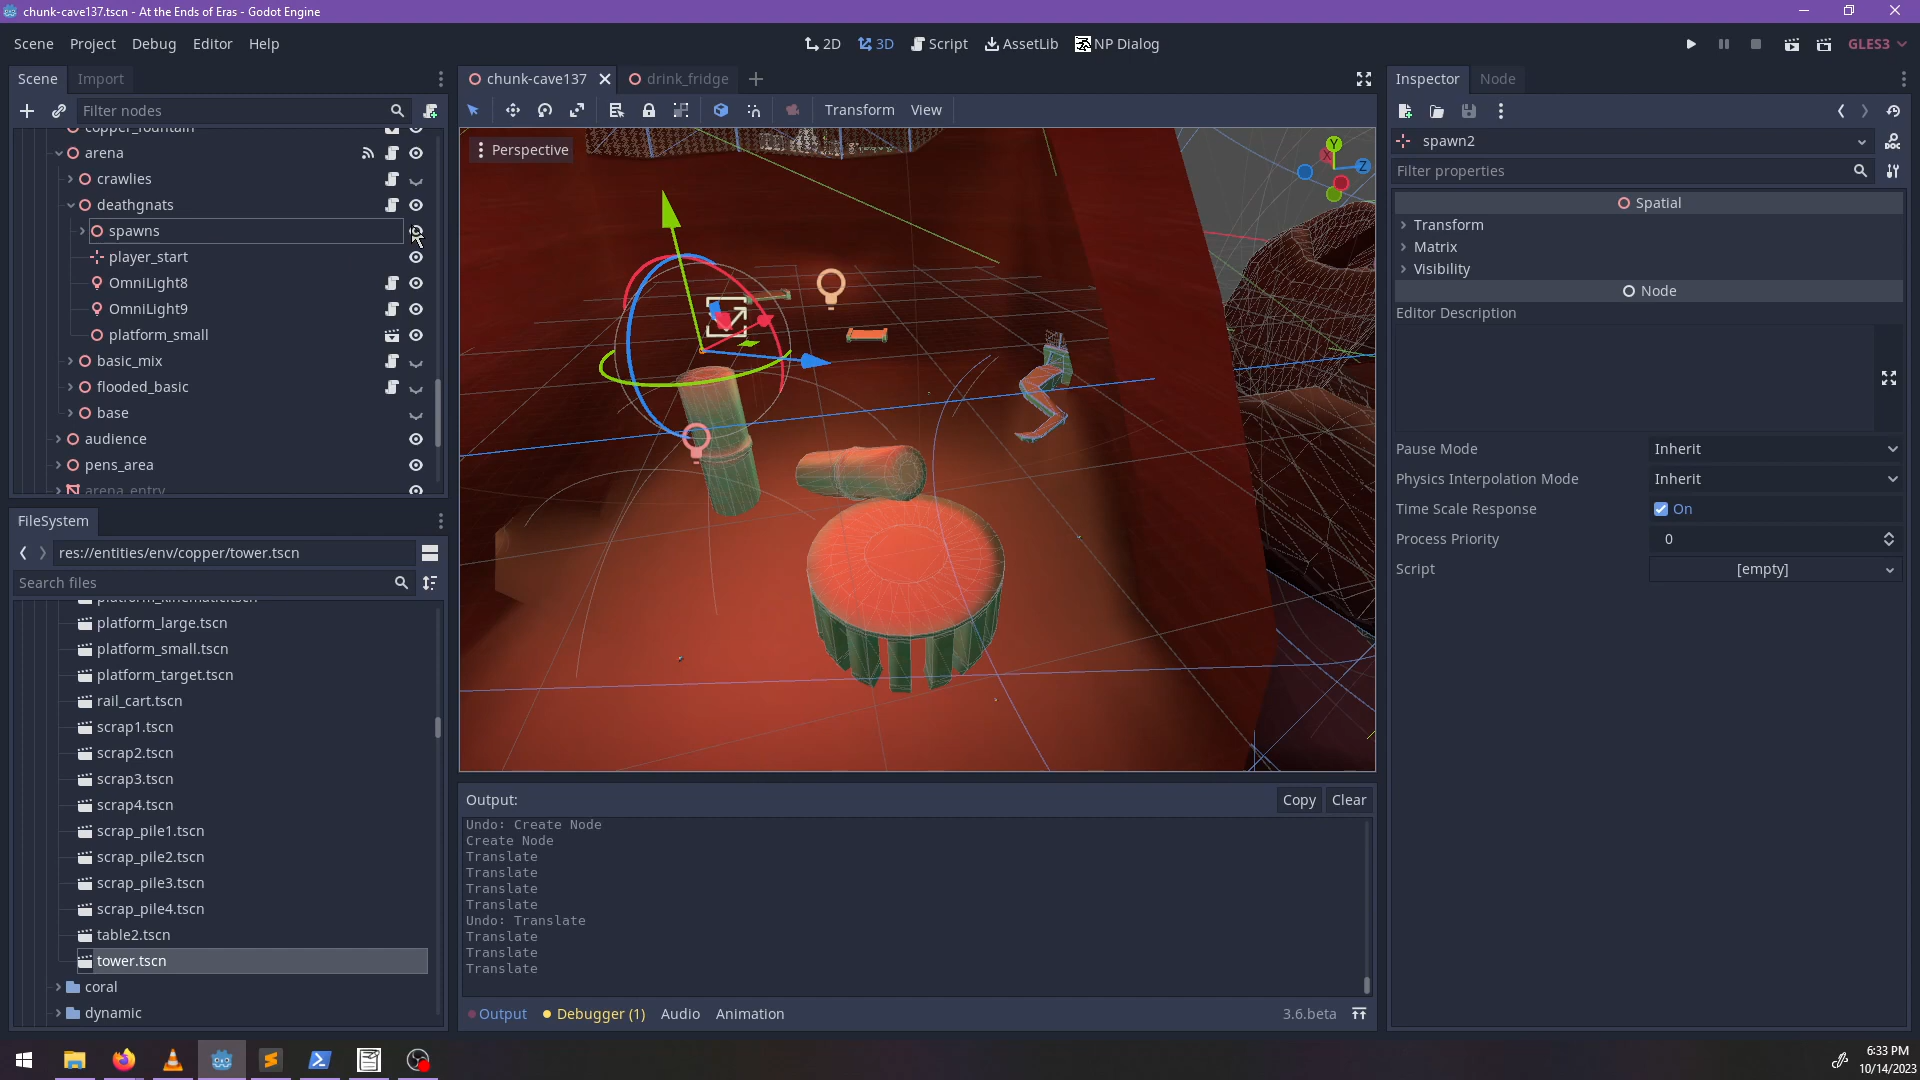 chunk-cave137.tscn - At the Ends of Eras - Godot Engine
Scene Project Debug Editor Help
2D 3D Script AssetLib NP Dialog
GLES3
Scene Import
Filter nodes
copper_fountain
arena
crawlies
deathgnats
spawns
player_start
OmniLight8
OmniLight9
platform_small
basic_mix
flooded_basic
base
audience
pens_area
arena_entry
FileSystem
res://entities/env/copper/tower.tscn
Search files
platform_kinematic.tscn
platform_large.tscn
platform_small.tscn
platform_target.tscn
rail_cart.tscn
scrap1.tscn
scrap2.tscn
scrap3.tscn
scrap4.tscn
scrap_pile1.tscn
scrap_pile2.tscn
scrap_pile3.tscn
scrap_pile4.tscn
table2.tscn
tower.tscn
coral
dynamic
chunk-cave137 drink_fridge
Transform View
Perspective
Y
X
Z
Output:
Copy Clear
Undo: Create Node
Create Node
Translate
Translate
Translate
Translate
Undo: Translate
Translate
Translate
Translate
Output Debugger (1) Audio Animation
3.6.beta
Inspector Node
spawn2
Filter properties
Spatial
Transform
Matrix
Visibility
Node
Editor Description
Pause Mode Inherit
Physics Interpolation Mode Inherit
Time Scale Response On
Process Priority 0
Script [empty]
6:33 PM
10/14/2023